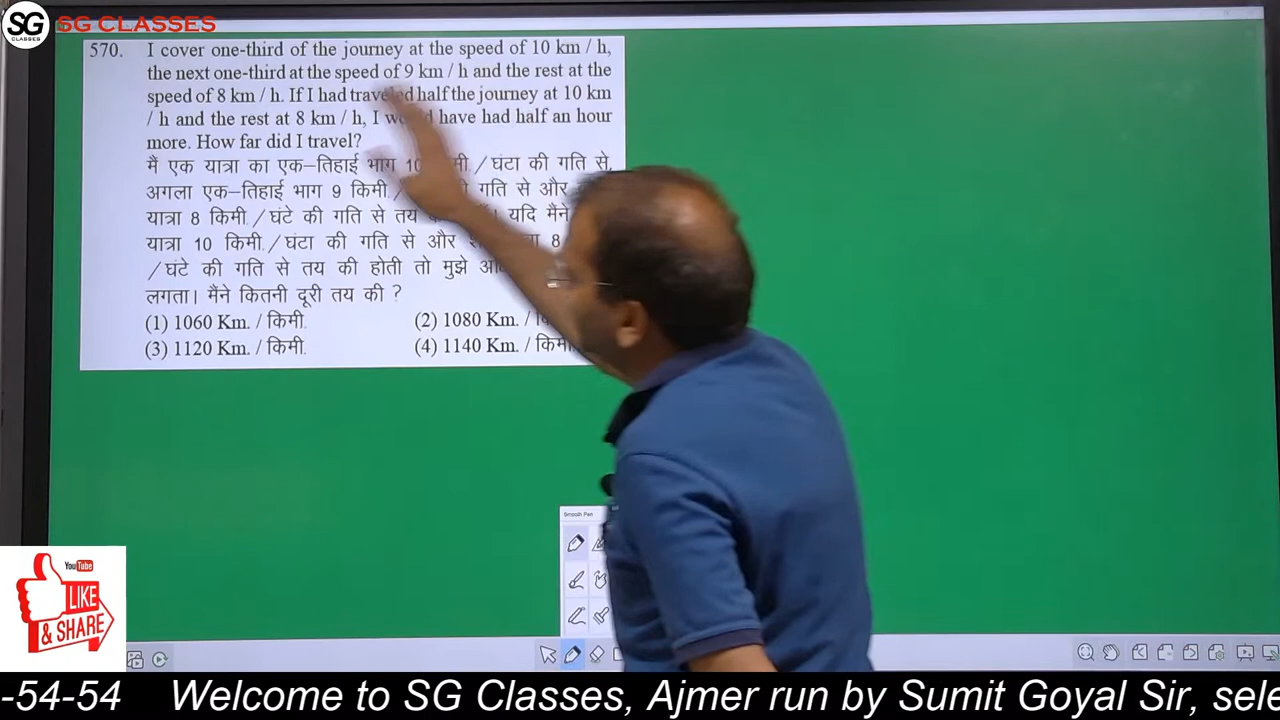 SG
CLASSES
SG CLASSES
570. I cover one-third of the journey at the speed of 10 km / h,
the next one-third at the speed of 9 km / h and the rest at the
speed of 8 km / h. If I had traveled half the journey at 10 km
/ h and the rest at 8 km / h, I would have had half an hour
more. How far did I travel?
मैं एक यात्रा का एक–तिहाई भाग 10 / घंटा की गति से,
अगला एक–तिहाई भाग 9 किमी. / गति से और
यात्रा 8 किमी. / घंटे की गति से तय यदि मैंने
यात्रा 10 किमी. / घंटा की गति से और 8
/ घंटे की गति से तय की होती तो मुझे
लगता। मैंने कितनी दूरी तय की ?
(1) 1060 Km. / किमी. (2) 1080 Km. /
(3) 1120 Km. / किमी. (4) 1140 Km. / किमी.
Smooth Pen
YouTube
LIKE
& SHARE
-54-54 Welcome to SG Classes, Ajmer run by Sumit Goyal Sir, sele